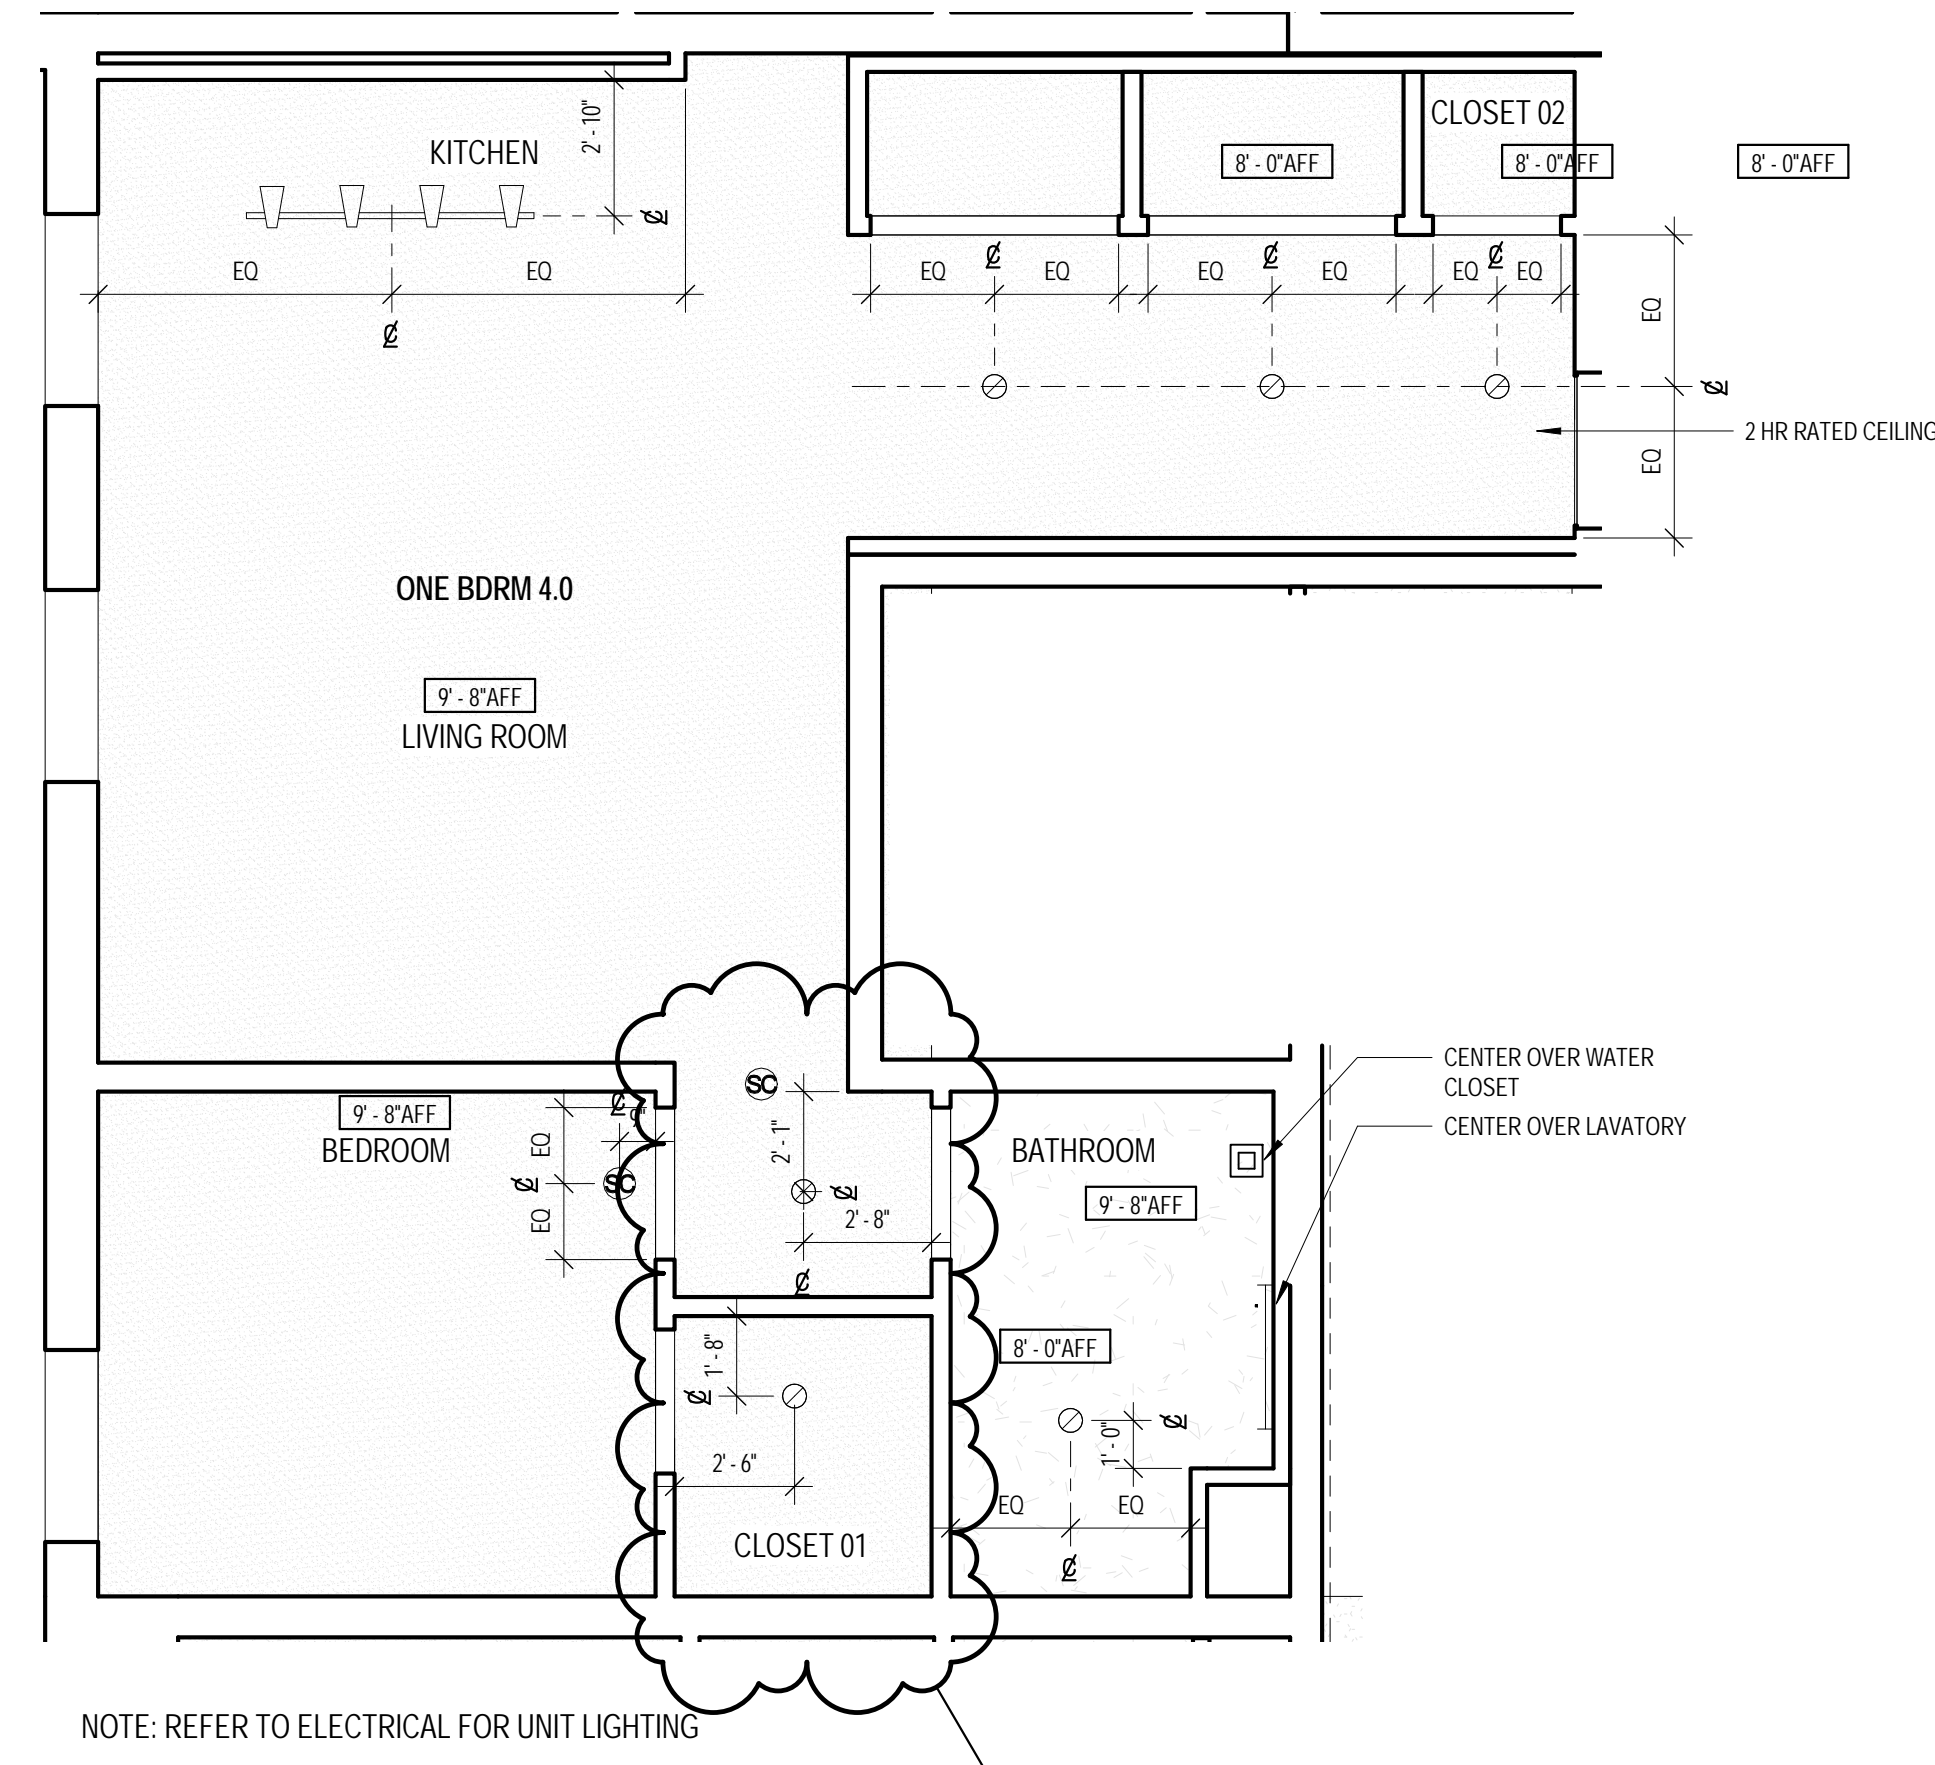 2' - 10"
CLOSET 02
KITCHEN
8' - 0"AFF
8' - 0"AFF
8' - 0"AFF
℄
EQ
EQ
℄
EQ
℄
EQ
EQ
℄
EQ
EQ
℄
EQ
EQ
℄
℄
2 HR RATED CEILING
EQ
ONE BDRM 4.0
9' - 8"AFF
LIVING ROOM
CENTER OVER WATER
CLOSET
SC
9' - 8"AFF
℄
9"
CENTER OVER LAVATORY
BEDROOM
EQ
2' - 1"
BATHROOM
℄
SC
℄
9' - 8"AFF
EQ
2' - 8"
℄
1' - 8"
8' - 0"AFF
℄
℄
1' - 0"
2' - 6"
EQ
EQ
CLOSET 01
℄
NOTE: REFER TO ELECTRICAL FOR UNIT LIGHTING